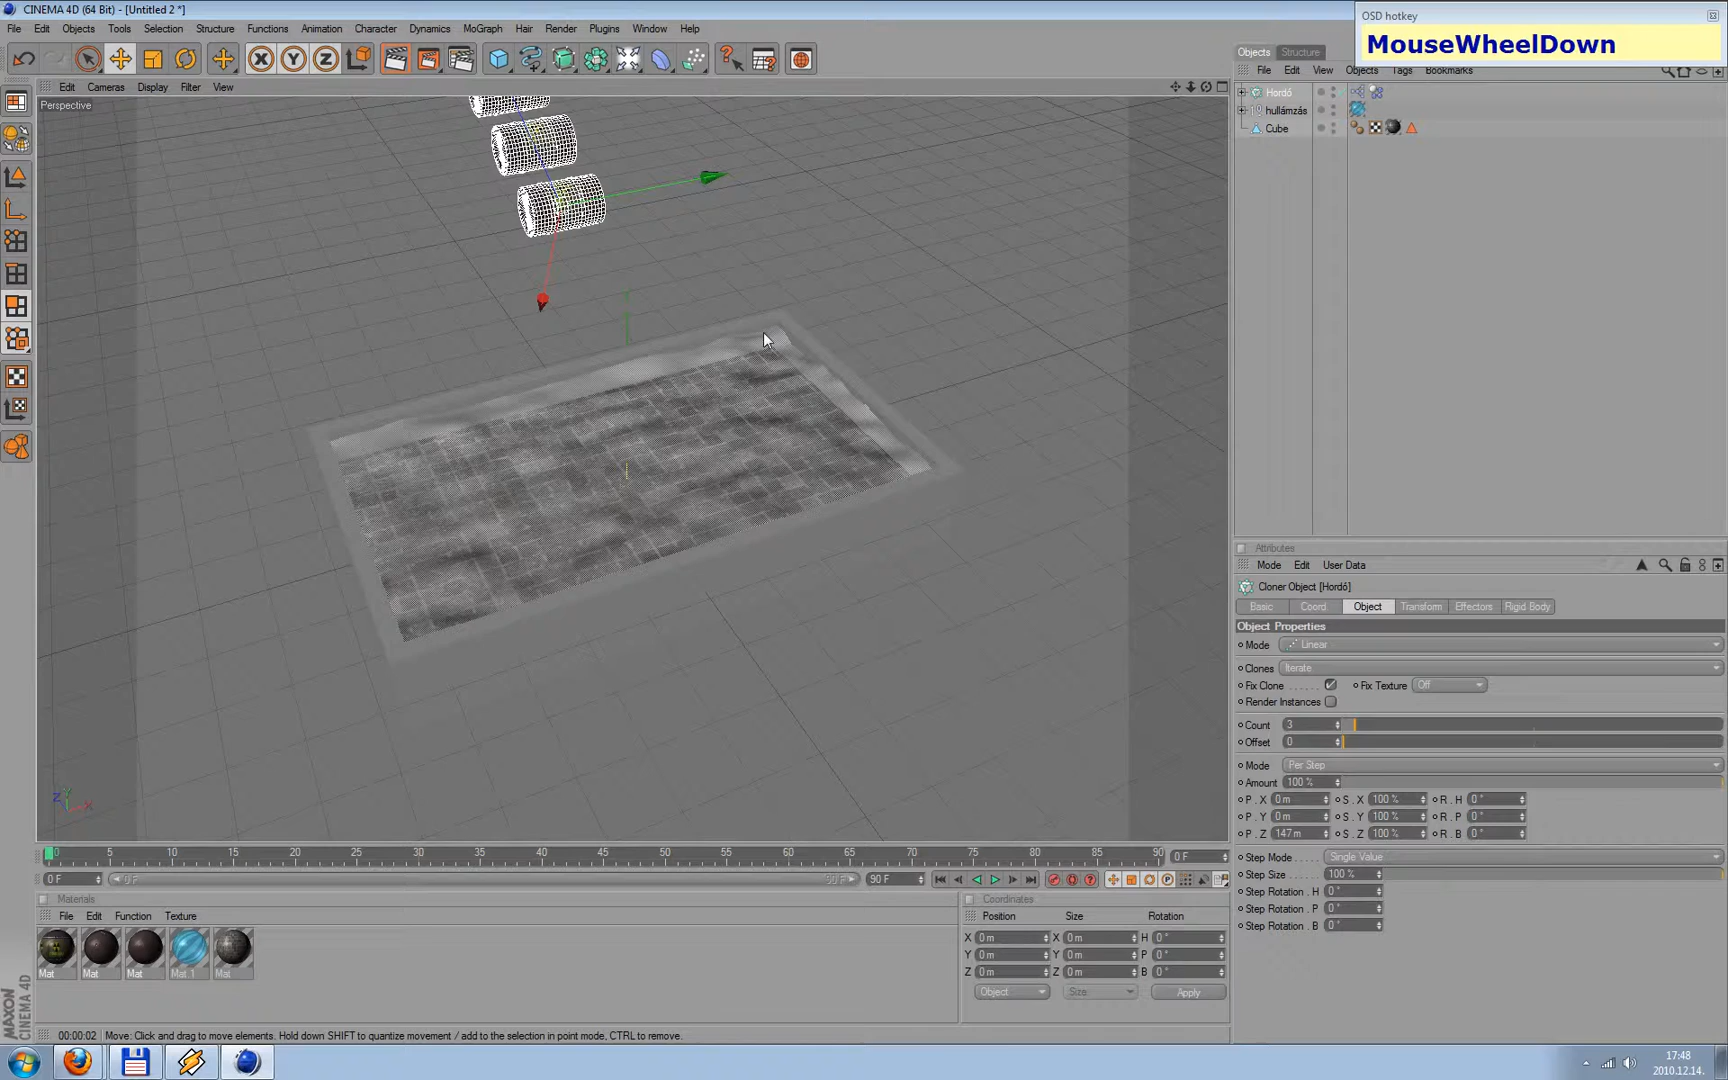 CINEMA 4D (64 Bit) - [Untitled 2 *]
OSD hotkey
MouseWheelDown
File Edit Objects Tools Selection Structure Functions Animation Character Dynamics MoGraph Hair Render Plugins Window Help
Objects Structure
File Edit View Objects Tags Bookmarks
Edit Cameras Display Filter View
Perspective
Hordó
hullámzás
Cube
Attributes
Mode Edit User Data
Cloner Object [Hordó]
Basic Coord Object Transform Effectors Rigid Body
Object Properties
Mode Linear
Clones Iterate
Fix Clone Fix Texture Off
Render Instances
Count 3
Offset 0
Mode Per Step
Amount 100 %
P . X 0 m S . X 100 % R . H 0 °
P . Y 0 m S . Y 100 % R . P 0 °
P . Z 147 m S . Z 100 % R . B 0 °
Step Mode Single Value
Step Size 100 %
Step Rotation . H 0 °
Step Rotation . P 0 °
Step Rotation . B 0 °
Z Y X
0 5 10 15 20 25 30 35 40 45 50 55 60 65 70 75 80 85 90 0 F
0 F 0 F 90 F 90 F
Materials
File Edit Function Texture
Mat Mat Mat Mat.1 Mat
Coordinates
Position Size Rotation
X 0 m X 0 m H 0 °
Y 0 m Y 0 m P 0 °
Z 0 m Z 0 m B 0 °
Object Size Apply
MAXON
CINEMA 4D
00:00:02 Move: Click and drag to move elements. Hold down SHIFT to quantize movement / add to the selection in point mode, CTRL to remove.
17:48
2010.12.14.